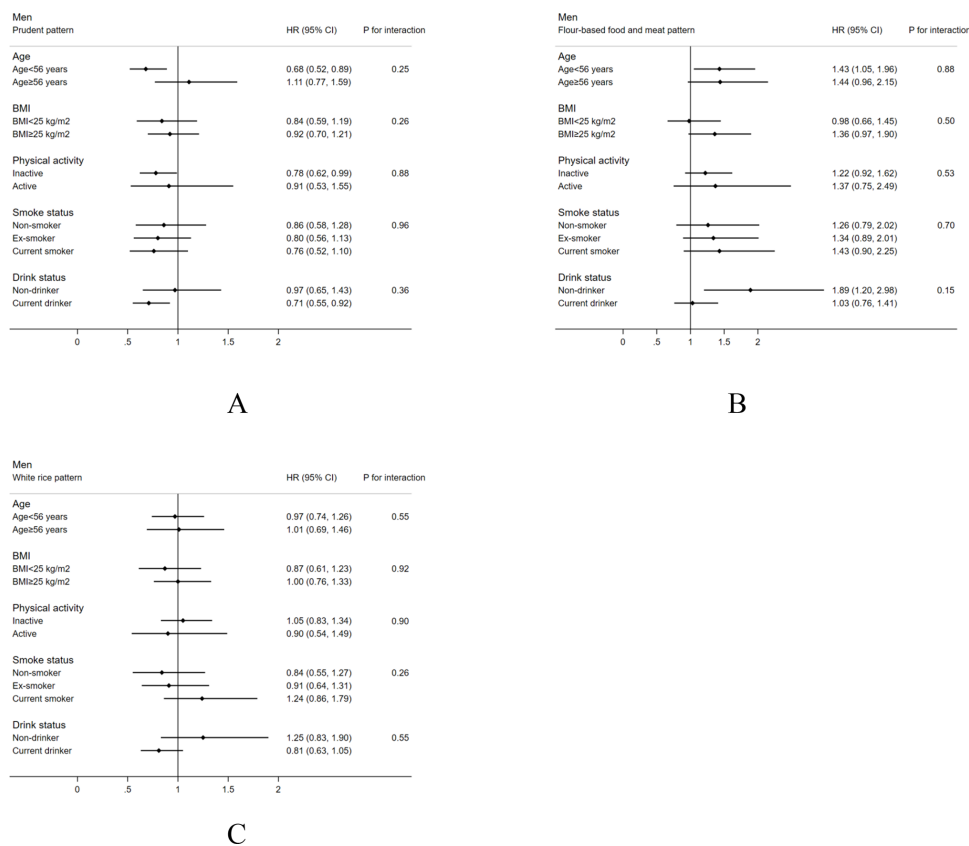 Men
Prudent pattern HR (95% CI) P for interaction
Age
Age<56 years 0.68 (0.52, 0.89) 0.25
Age≥56 years 1.11 (0.77, 1.59)
BMI
BMI<25 kg/m2 0.84 (0.59, 1.19) 0.26
BMI≥25 kg/m2 0.92 (0.70, 1.21)
Physical activity
Inactive 0.78 (0.62, 0.99) 0.88
Active 0.91 (0.53, 1.55)
Smoke status
Non-smoker 0.86 (0.58, 1.28) 0.96
Ex-smoker 0.80 (0.56, 1.13)
Current smoker 0.76 (0.52, 1.10)
Drink status
Non-drinker 0.97 (0.65, 1.43) 0.36
Current drinker 0.71 (0.55, 0.92)
0 .5 1 1.5 2
A
Men
Flour-based food and meat pattern HR (95% CI) P for interaction
Age
Age<56 years 1.43 (1.05, 1.96) 0.88
Age≥56 years 1.44 (0.96, 2.15)
BMI
BMI<25 kg/m2 0.98 (0.66, 1.45) 0.50
BMI≥25 kg/m2 1.36 (0.97, 1.90)
Physical activity
Inactive 1.22 (0.92, 1.62) 0.53
Active 1.37 (0.75, 2.49)
Smoke status
Non-smoker 1.26 (0.79, 2.02) 0.70
Ex-smoker 1.34 (0.89, 2.01)
Current smoker 1.43 (0.90, 2.25)
Drink status
Non-drinker 1.89 (1.20, 2.98) 0.15
Current drinker 1.03 (0.76, 1.41)
0 .5 1 1.5 2
B
Men
White rice pattern HR (95% CI) P for interaction
Age
Age<56 years 0.97 (0.74, 1.26) 0.55
Age≥56 years 1.01 (0.69, 1.46)
BMI
BMI<25 kg/m2 0.87 (0.61, 1.23) 0.92
BMI≥25 kg/m2 1.00 (0.76, 1.33)
Physical activity
Inactive 1.05 (0.83, 1.34) 0.90
Active 0.90 (0.54, 1.49)
Smoke status
Non-smoker 0.84 (0.55, 1.27) 0.26
Ex-smoker 0.91 (0.64, 1.31)
Current smoker 1.24 (0.86, 1.79)
Drink status
Non-drinker 1.25 (0.83, 1.90) 0.55
Current drinker 0.81 (0.63, 1.05)
0 .5 1 1.5 2
C